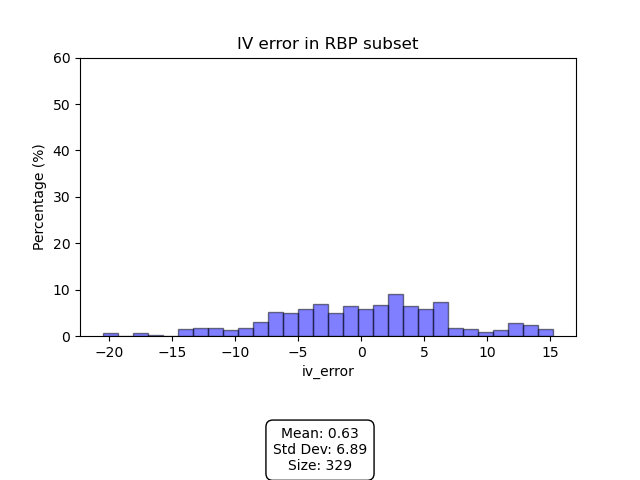 IV error in RBP subset
60
50
40
30
20
10
0
Percentage (%)
−20 −15 −10 −5 0 5 10 15
iv_error
Mean: 0.63
Std Dev: 6.89
Size: 329